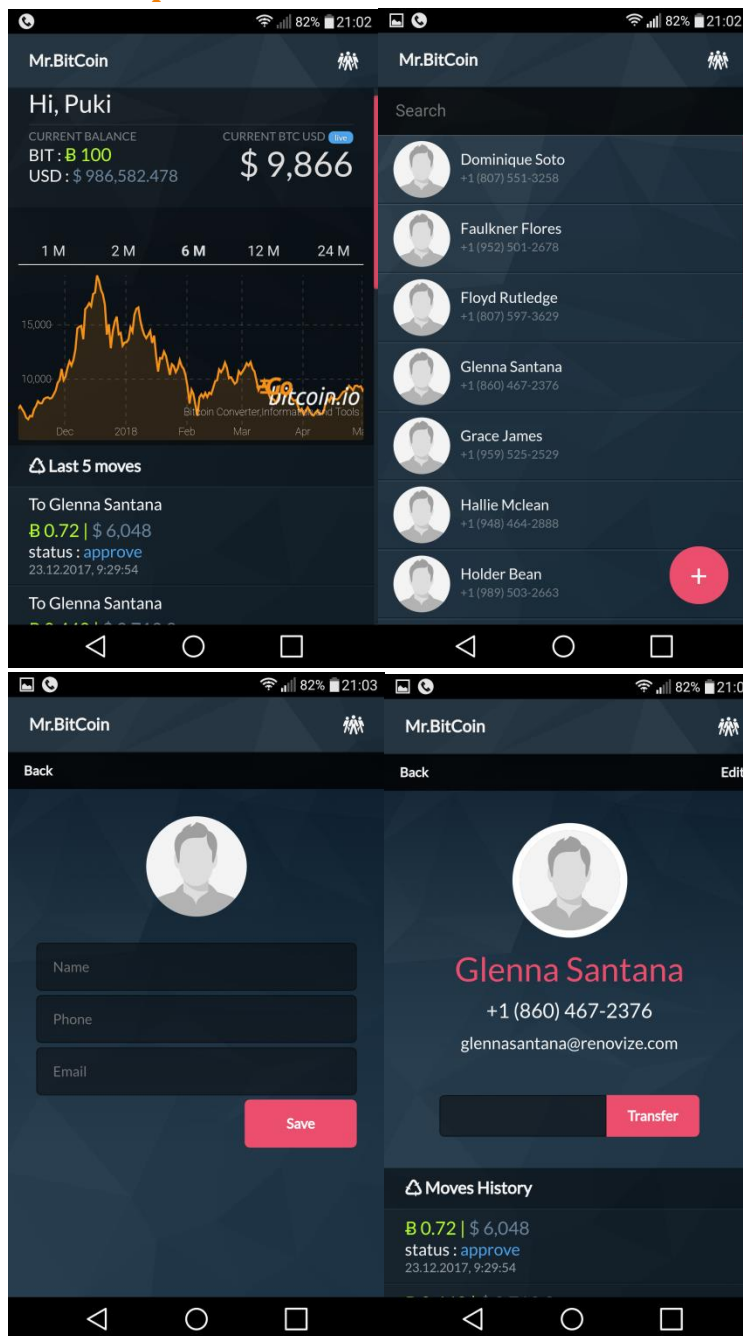 82% 21:02
Mr.BitCoin
Hi, Puki
CURRENT BALANCE
CURRENT BTC USD live
BIT : Ƀ 100
USD : $ 986,582.478
$ 9,866
1 M 2 M 6 M 12 M 24 M
15,000
10,000
Go
bitcoin.io
Bitcoin Converter,Information and Tools
Dec 2018 Feb Mar Apr
Last 5 moves
To Glenna Santana
Ƀ 0.72 | $ 6,048
status : approve
23.12.2017, 9:29:54
To Glenna Santana
82% 21:02
Mr.BitCoin
Search
Dominique Soto
+1 (807) 551-3258
Faulkner Flores
+1 (952) 501-2678
Floyd Rutledge
+1 (807) 597-3629
Glenna Santana
+1 (860) 467-2376
Grace James
+1 (959) 525-2529
Hallie Mclean
+1 (948) 464-2888
Holder Bean
+1 (989) 503-2663
+
82% 21:03
Mr.BitCoin
Back
Name
Phone
Email
Save
82% 21:0
Mr.BitCoin
Back Edit
Glenna Santana
+1 (860) 467-2376
glennasantana@renovize.com
Transfer
Moves History
Ƀ 0.72 | $ 6,048
status : approve
23.12.2017, 9:29:54